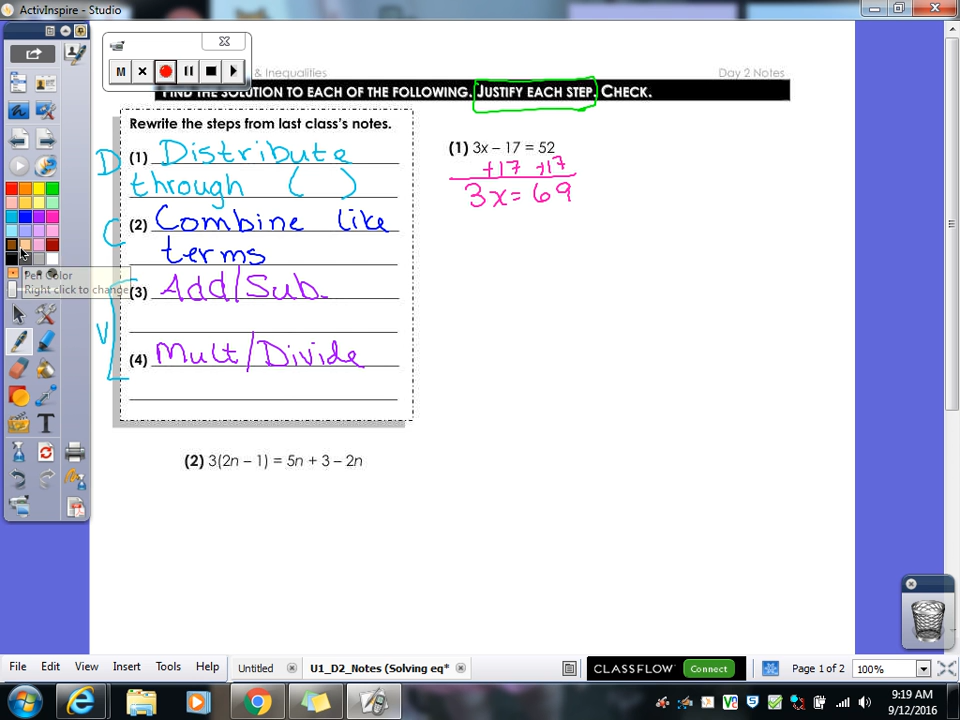 ActivInspire - Studio
& Inequalities
Day 2 Notes
FIND THE SOLUTION TO EACH OF THE FOLLOWING. JUSTIFY EACH STEP. CHECK.
Rewrite the steps from last class's notes.
D (1) Distribute
through ( )
C (2) Combine like
terms
(3) Add/Sub.
V
(4) Mult/Divide
(1) 3x – 17 = 52
+17 +17
3x = 69
(2) 3(2n – 1) = 5n + 3 – 2n
M
Pen Color
Right click to change
T
File Edit View Insert Tools Help
Untitled
U1_D2_Notes (Solving eq*
CLASSFLOW Connect
Page 1 of 2
100%
9:19 AM
9/12/2016